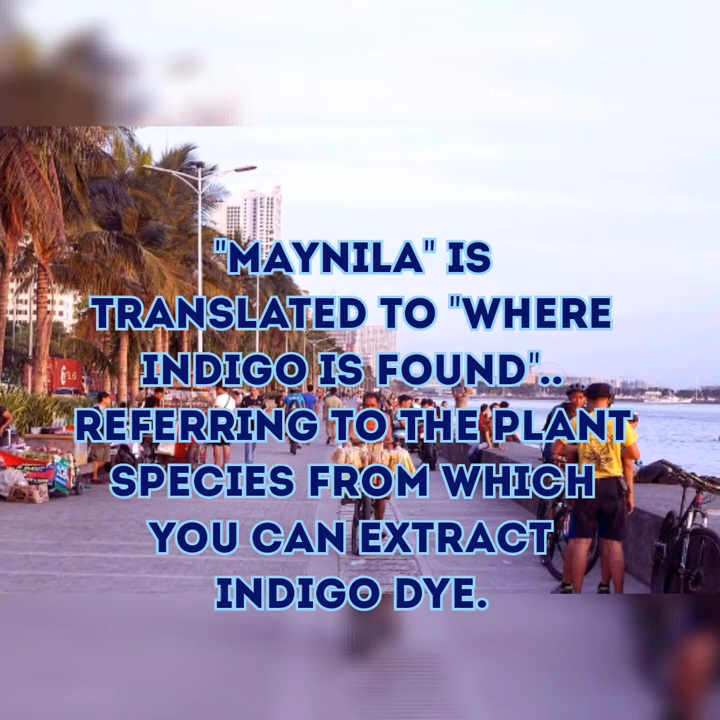 "MAYNILA" IS
TRANSLATED TO "WHERE
INDIGO IS FOUND"..
REFERRING TO THE PLANT
SPECIES FROM WHICH
YOU CAN EXTRACT
INDIGO DYE.